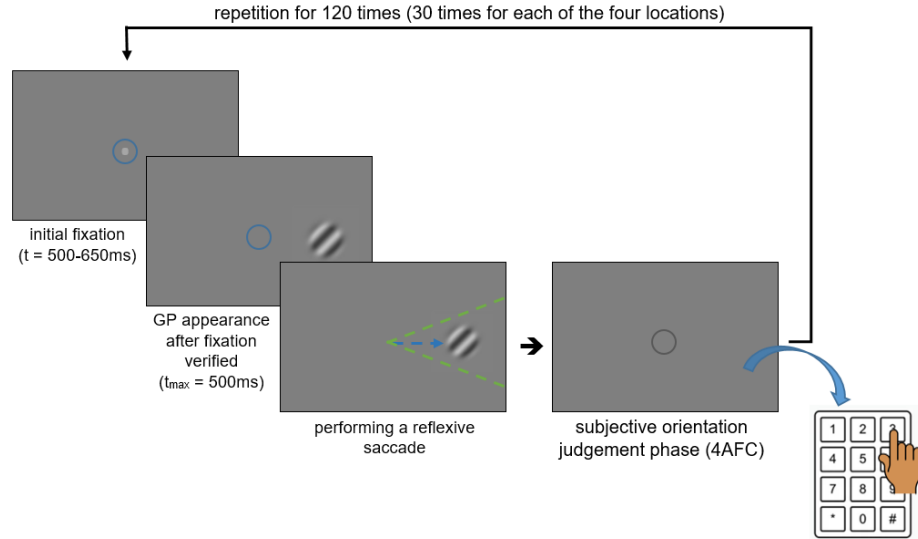 repetition for 120 times (30 times for each of the four locations)
initial fixation
(t = 500-650ms)
GP appearance
after fixation
verified
(tmax = 500ms)
performing a reflexive
saccade
subjective orientation
judgement phase (4AFC)
1 2 3
4 5
7 8 9
* 0 #